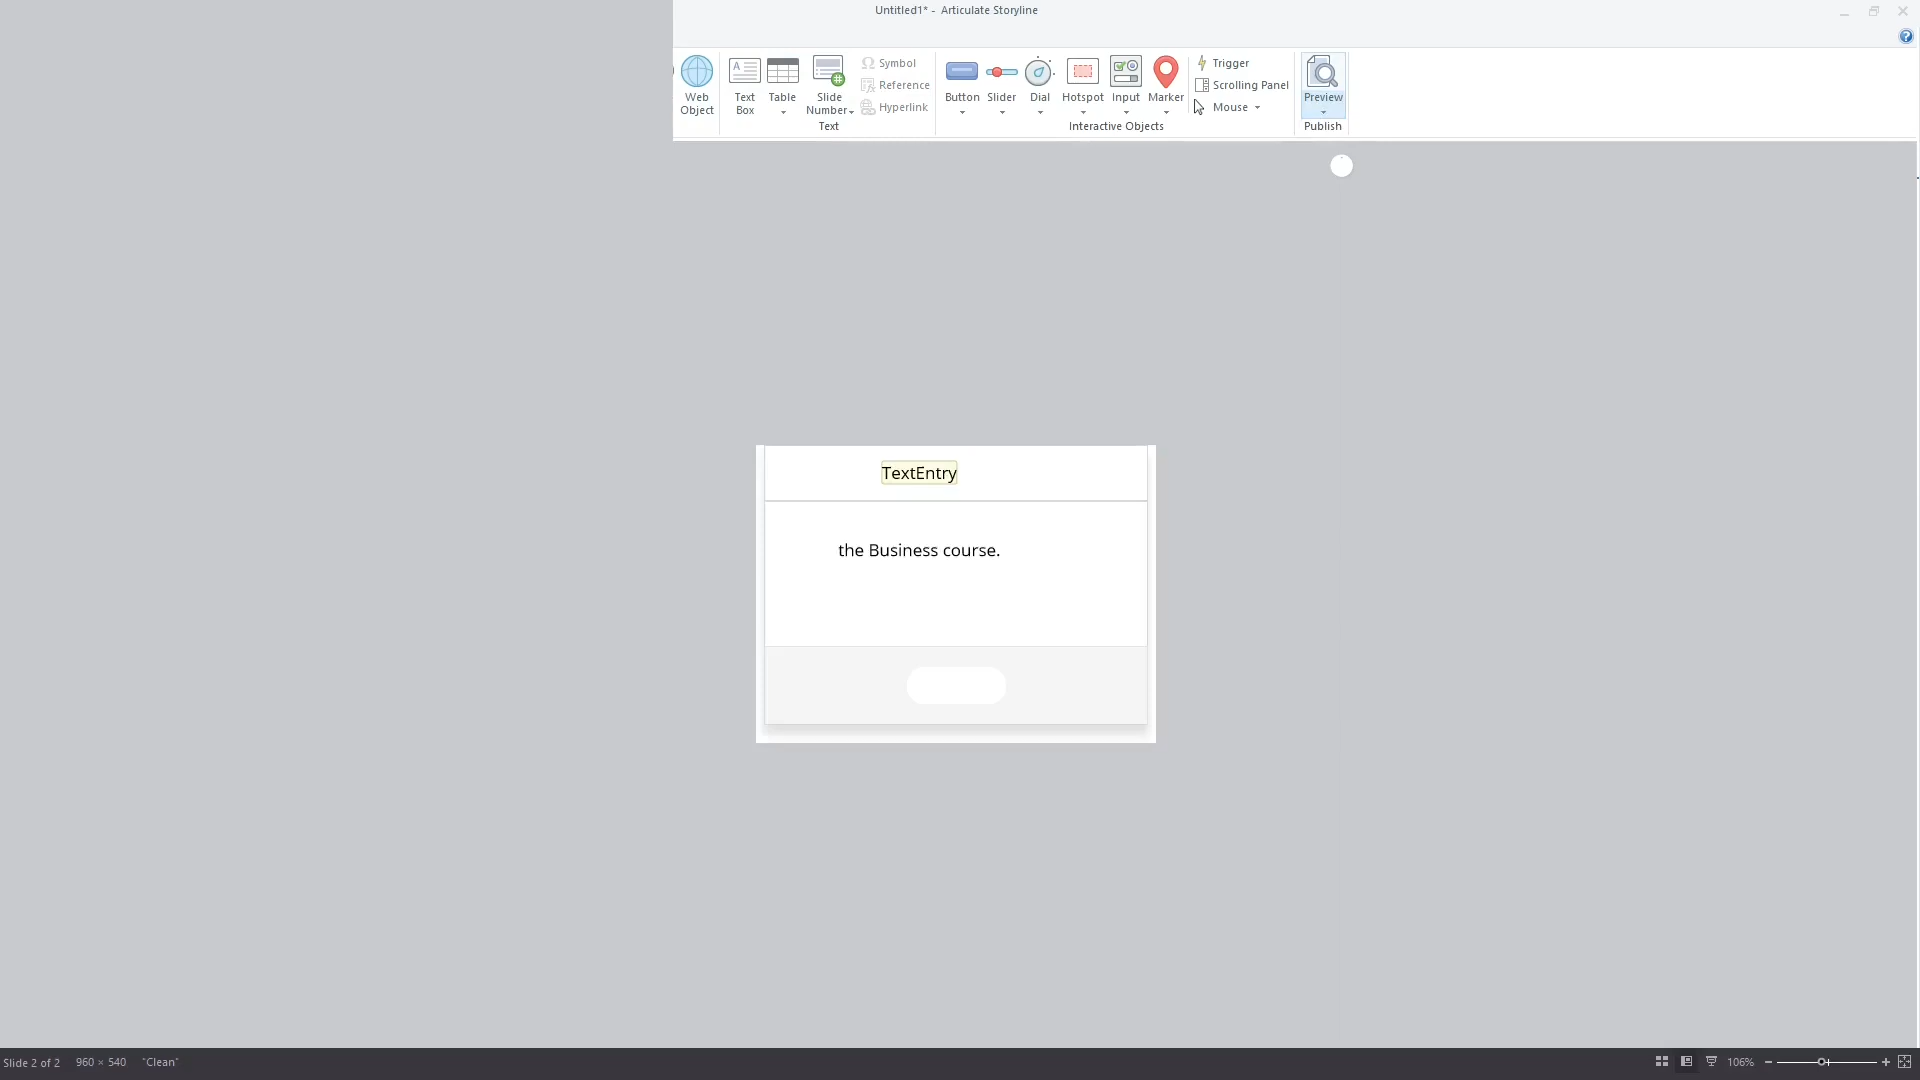 Untitled1* - Articulate Storyline
Web Object
Text Box
Table
Slide Number
Symbol
Reference
Hyperlink
Text
Button
Slider
Dial
Hotspot
Input
Marker
Trigger
Scrolling Panel
Mouse
Interactive Objects
Preview
Publish
TextEntry
the Business course.
Slide 2 of 2 960 × 540 "Clean"
106%